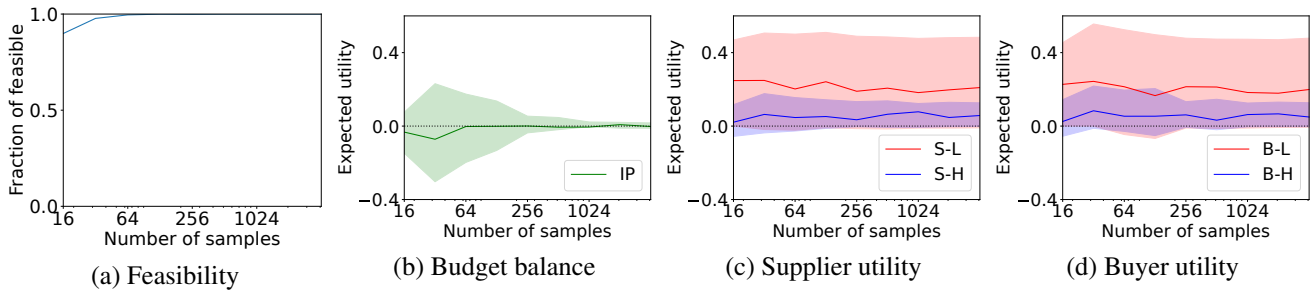 Fraction of feasible
1.0
0.5
0.0
16
64
256
1024
Number of samples
(a) Feasibility
Expected utility
0.4
0.0
−0.4
16
64
256
1024
IP
Number of samples
(b) Budget balance
Expected utility
0.4
0.0
−0.4
16
64
256
1024
S-L
S-H
Number of samples
(c) Supplier utility
Expected utility
0.4
0.0
−0.4
16
64
256
1024
B-L
B-H
Number of samples
(d) Buyer utility